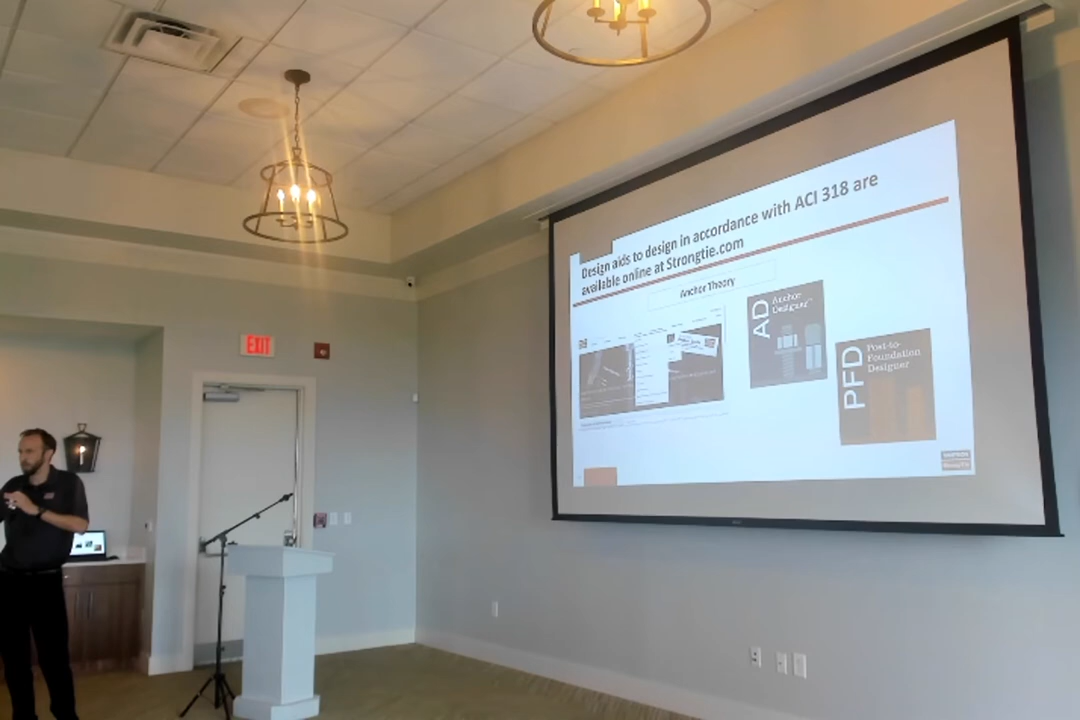 Design aids to design in accordance with ACI 318 are
available online at Strongtie.com
Anchor Theory
AD
Anchor
Designer™
PFD
Post-to-
Foundation
Designer
EXIT